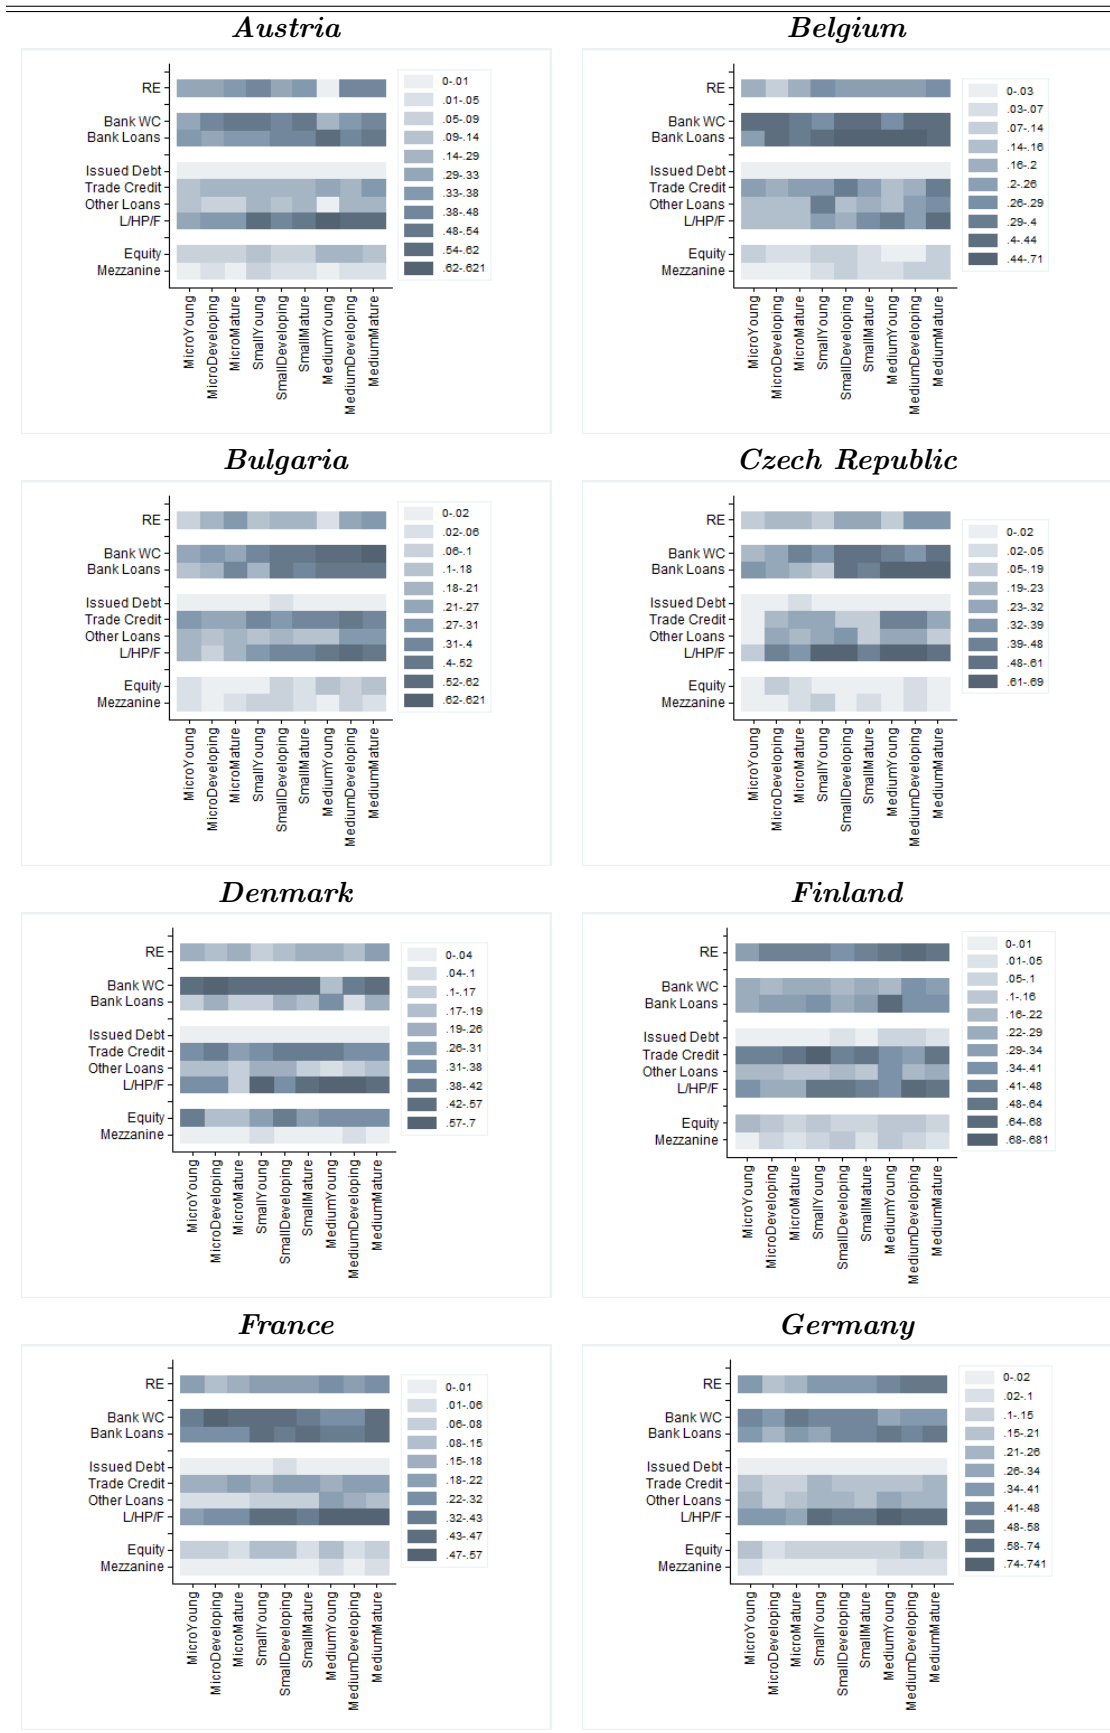 Austria
RE
Bank WC
Bank Loans
Issued Debt
Trade Credit
Other Loans
L/HP/F
Equity
Mezzanine
MicroYoung
MicroDeveloping
MicroMature
SmallYoung
SmallDeveloping
SmallMature
MediumYoung
MediumDeveloping
MediumMature
0-.01
.01-.05
.05-.09
.09-.14
.14-.29
.29-.33
.33-.38
.38-.48
.48-.54
.54-.62
.62-.621
Belgium
RE
Bank WC
Bank Loans
Issued Debt
Trade Credit
Other Loans
L/HP/F
Equity
Mezzanine
MicroYoung
MicroDeveloping
MicroMature
SmallYoung
SmallDeveloping
SmallMature
MediumYoung
MediumDeveloping
MediumMature
0-.03
.03-.07
.07-.14
.14-.16
.16-.2
.2-.26
.26-.29
.29-.4
.4-.44
.44-.71
Bulgaria
RE
Bank WC
Bank Loans
Issued Debt
Trade Credit
Other Loans
L/HP/F
Equity
Mezzanine
MicroYoung
MicroDeveloping
MicroMature
SmallYoung
SmallDeveloping
SmallMature
MediumYoung
MediumDeveloping
MediumMature
0-.02
.02-.06
.06-.1
.1-.18
.18-.21
.21-.27
.27-.31
.31-.4
.4-.52
.52-.62
.62-.621
Czech Republic
RE
Bank WC
Bank Loans
Issued Debt
Trade Credit
Other Loans
L/HP/F
Equity
Mezzanine
MicroYoung
MicroDeveloping
MicroMature
SmallYoung
SmallDeveloping
SmallMature
MediumYoung
MediumDeveloping
MediumMature
0-.02
.02-.05
.05-.19
.19-.23
.23-.32
.32-.39
.39-.48
.48-.61
.61-.69
Denmark
RE
Bank WC
Bank Loans
Issued Debt
Trade Credit
Other Loans
L/HP/F
Equity
Mezzanine
MicroYoung
MicroDeveloping
MicroMature
SmallYoung
SmallDeveloping
SmallMature
MediumYoung
MediumDeveloping
MediumMature
0-.04
.04-.1
.1-.17
.17-.19
.19-.26
.26-.31
.31-.38
.38-.42
.42-.57
.57-.7
Finland
RE
Bank WC
Bank Loans
Issued Debt
Trade Credit
Other Loans
L/HP/F
Equity
Mezzanine
MicroYoung
MicroDeveloping
MicroMature
SmallYoung
SmallDeveloping
SmallMature
MediumYoung
MediumDeveloping
MediumMature
0-.01
.01-.05
.05-.1
.1-.16
.16-.22
.22-.29
.29-.34
.34-.41
.41-.48
.48-.64
.64-.68
.68-.681
France
RE
Bank WC
Bank Loans
Issued Debt
Trade Credit
Other Loans
L/HP/F
Equity
Mezzanine
MicroYoung
MicroDeveloping
MicroMature
SmallYoung
SmallDeveloping
SmallMature
MediumYoung
MediumDeveloping
MediumMature
0-.01
.01-.06
.06-.08
.08-.15
.15-.18
.18-.22
.22-.32
.32-.43
.43-.47
.47-.57
Germany
RE
Bank WC
Bank Loans
Issued Debt
Trade Credit
Other Loans
L/HP/F
Equity
Mezzanine
MicroYoung
MicroDeveloping
MicroMature
SmallYoung
SmallDeveloping
SmallMature
MediumYoung
MediumDeveloping
MediumMature
0-.02
.02-.1
.1-.15
.15-.21
.21-.26
.26-.34
.34-.41
.41-.48
.48-.58
.58-.74
.74-.741